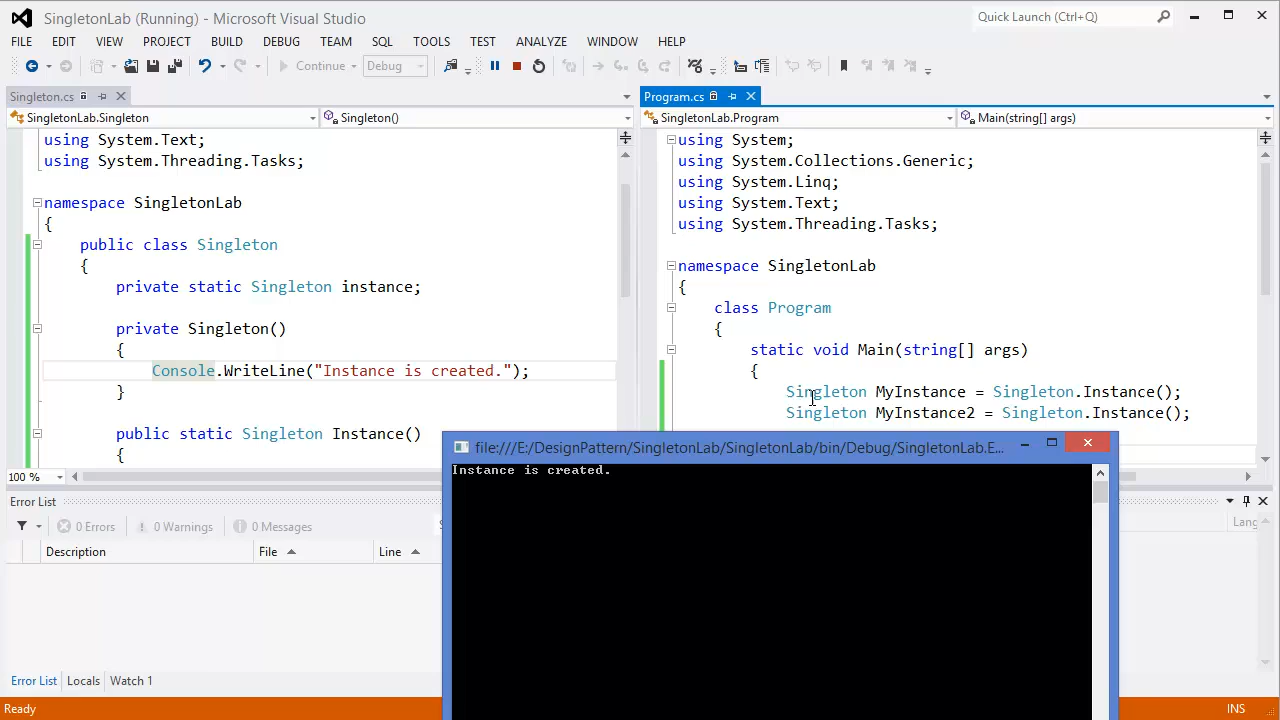 SingletonLab (Running) - Microsoft Visual Studio
Quick Launch (Ctrl+Q)
FILE EDIT VIEW PROJECT BUILD DEBUG TEAM SQL TOOLS TEST ANALYZE WINDOW HELP
Continue Debug
Singleton.cs
SingletonLab.Singleton Singleton()
using System.Text;
using System.Threading.Tasks;
namespace SingletonLab
{
public class Singleton
{
private static Singleton instance;
private Singleton()
{
Console.WriteLine("Instance is created.");
}
public static Singleton Instance()
{
100 %
Program.cs
SingletonLab.Program Main(string[] args)
using System;
using System.Collections.Generic;
using System.Linq;
using System.Text;
using System.Threading.Tasks;
namespace SingletonLab
{
class Program
{
static void Main(string[] args)
{
Singleton MyInstance = Singleton.Instance();
Singleton MyInstance2 = Singleton.Instance();
file:///E:/DesignPattern/SingletonLab/SingletonLab/bin/Debug/SingletonLab.E...
Instance is created.
Error List
0 Errors 0 Warnings 0 Messages
Description File Line
Error List Locals Watch 1
Ready INS